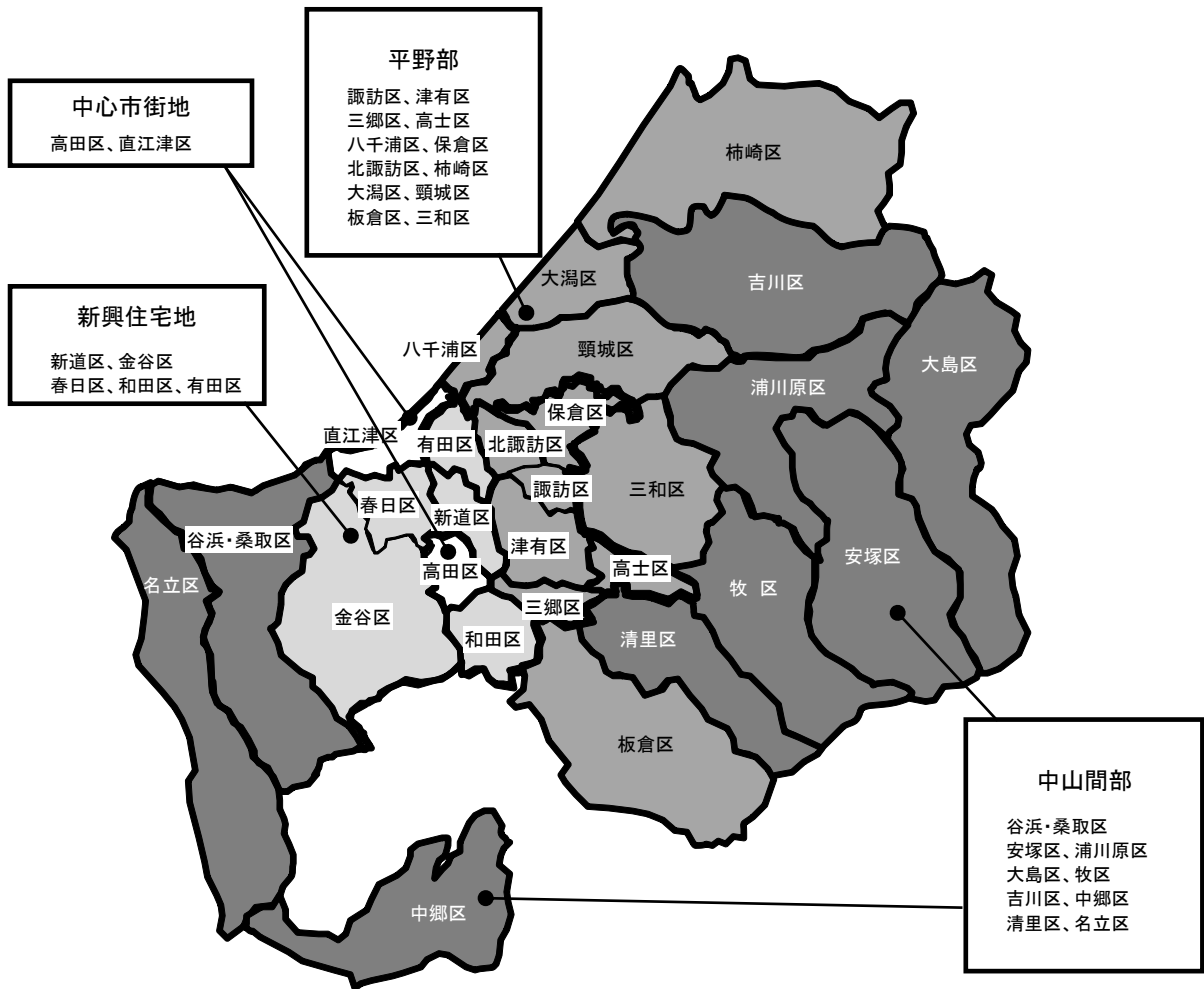 平野部
諏訪区、津有区
三郷区、高士区
八千浦区、保倉区
北諏訪区、柿崎区
大潟区、頸城区
板倉区、三和区
中心市街地
高田区、直江津区
新興住宅地
新道区、金谷区
春日区、和田区、有田区
柿崎区
大潟区
吉川区
八千浦区
頸城区
大島区
浦川原区
保倉区
直江津区
有田区
北諏訪区
諏訪区
三和区
春日区
新道区
谷浜・桑取区
津有区
名立区
高田区
高士区
安塚区
牧 区
金谷区
三郷区
和田区
清里区
板倉区
中郷区
中山間部
谷浜・桑取区
安塚区、浦川原区
大島区、牧区
吉川区、中郷区
清里区、名立区